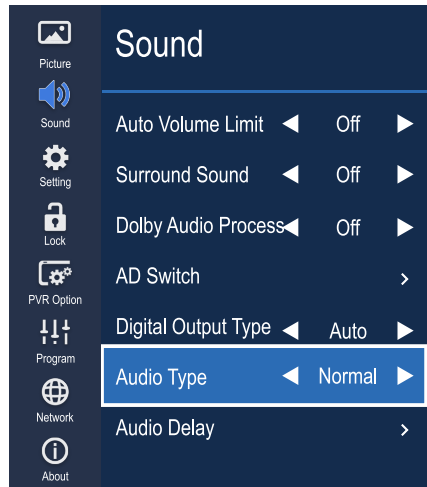 Picture
Sound
Setting
Lock
PVR Option
Program
Network
About
Sound
Auto Volume Limit Off
Surround Sound Off
Dolby Audio Process Off
AD Switch
Digital Output Type Auto
Audio Type Normal
Audio Delay